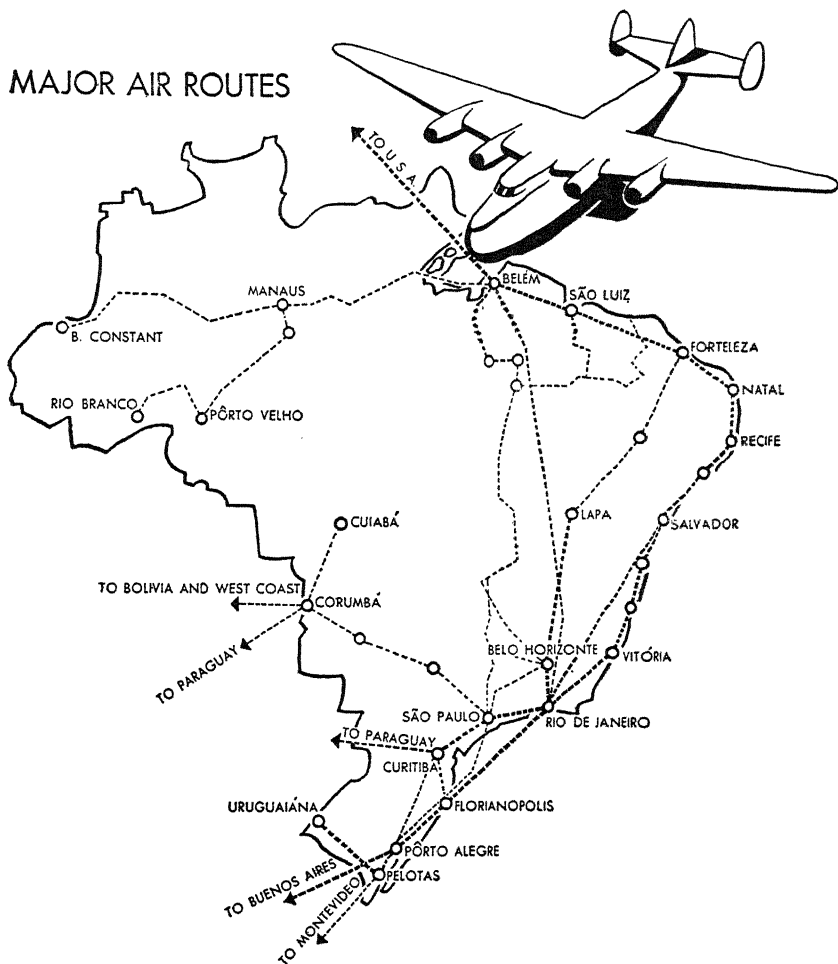 MAJOR AIR ROUTES
TO U.S.A.
BELÉM
MANAUS
SÃO LUIZ
B. CONSTANT
FORTELEZA
RIO BRANCO
PÔRTO VELHO
NATAL
RECIFE
CUIABÁ
LAPA
SALVADOR
TO BOLIVIA AND WEST COAST
CORUMBÁ
TO PARAGUAY
BELO HORIZONTE
VITÓRIA
SÃO PAULO
RIO DE JANEIRO
TO PARAGUAY
CURITIBA
URUGUAIÁNA
FLORIANOPOLIS
PÔRTO ALEGRE
TO BUENOS AIRES
PELOTAS
TO MONTEVIDEO